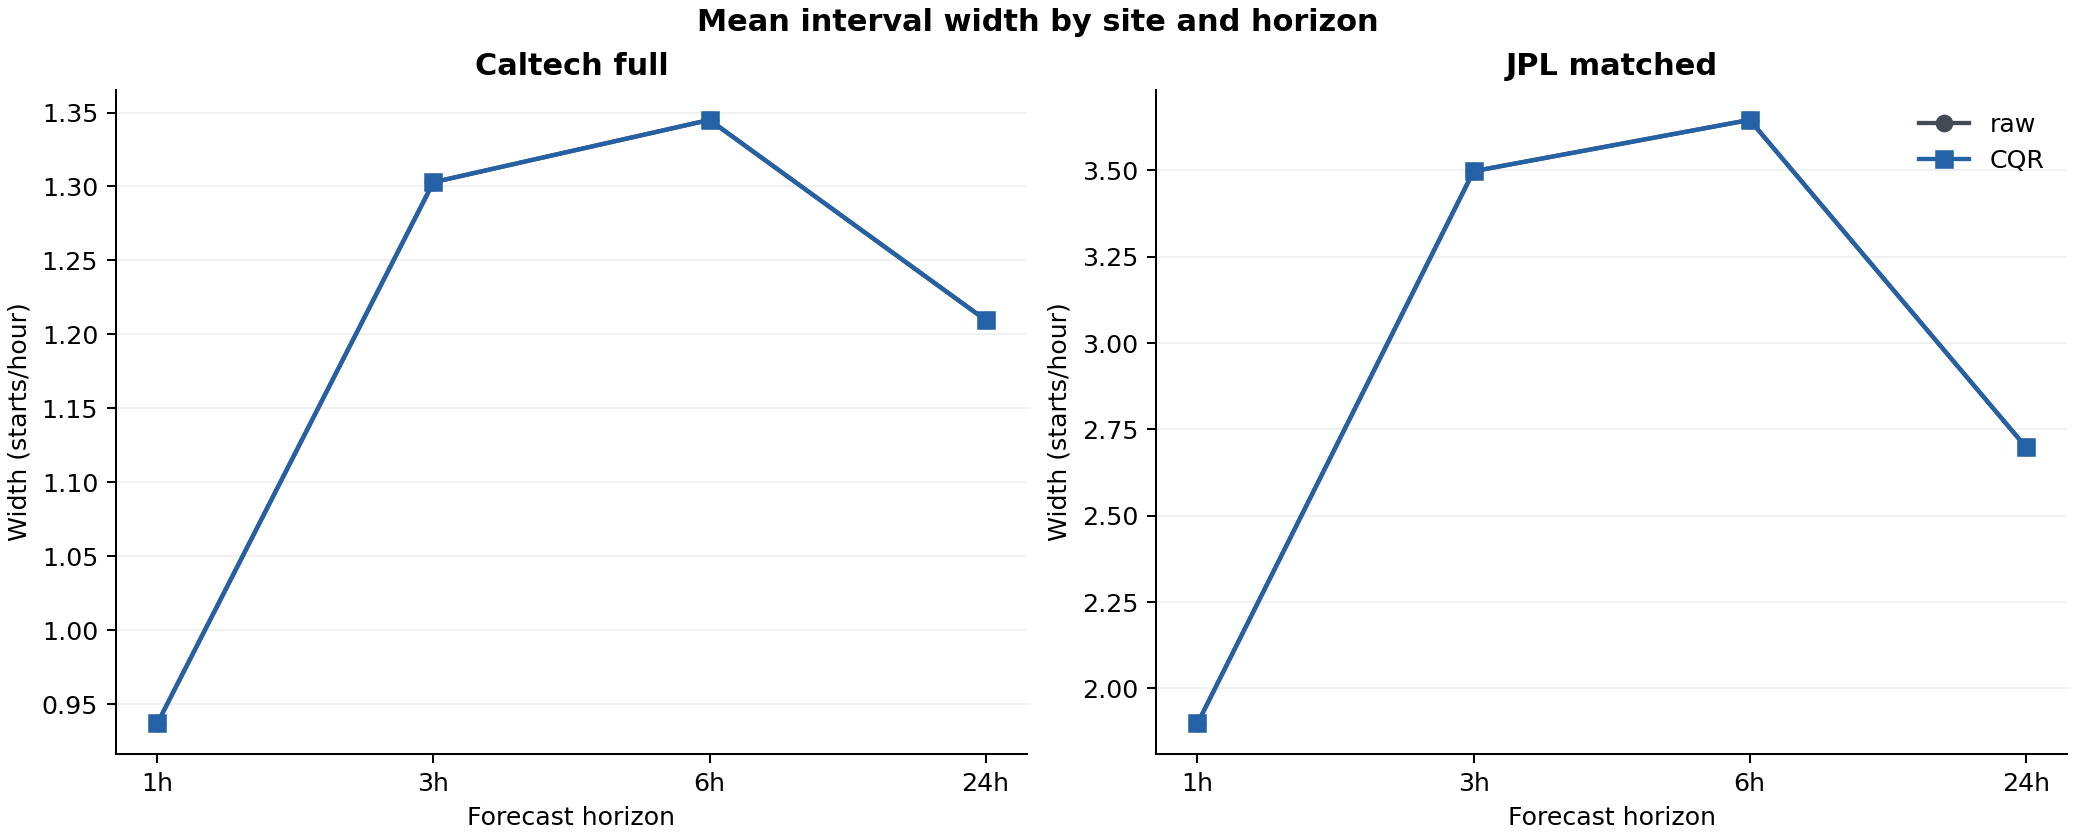 Mean interval width by site and horizon
Caltech full
Width (starts/hour)
1.35
1.30
1.25
1.20
1.15
1.10
1.05
1.00
0.95
1h 3h 6h 24h
Forecast horizon
JPL matched
raw
CQR
Width (starts/hour)
3.50
3.25
3.00
2.75
2.50
2.25
2.00
1h 3h 6h 24h
Forecast horizon